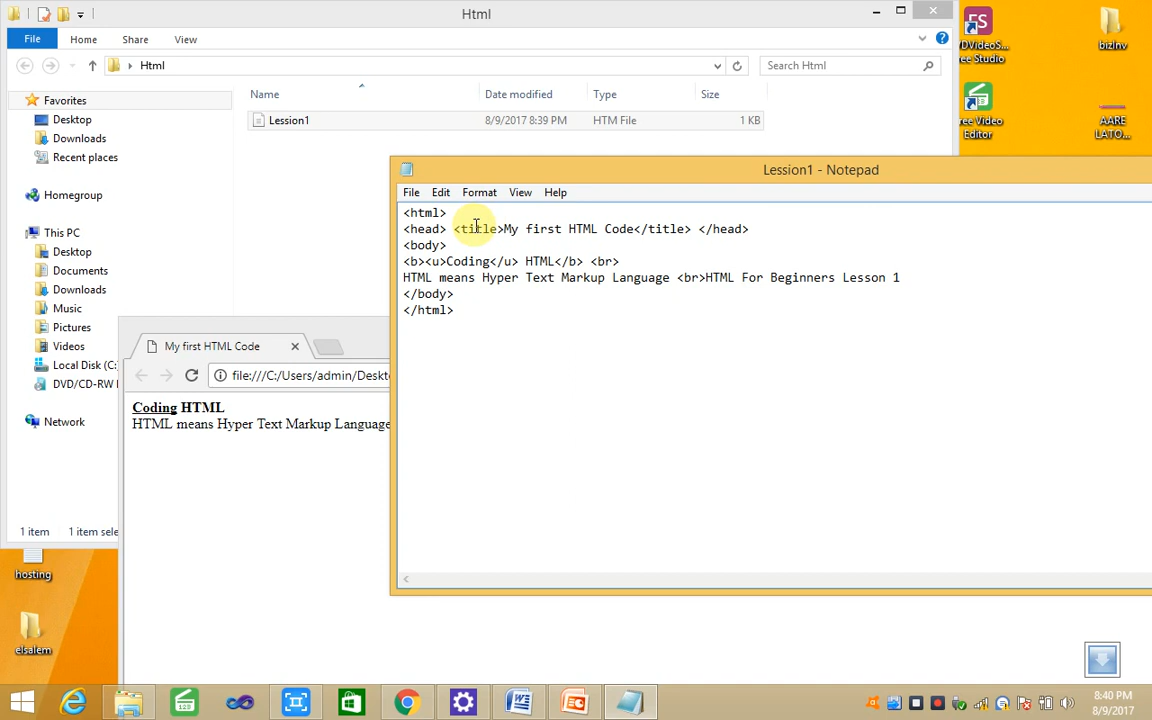 Html
File
Home
Share
View
Html
Search Html
Favorites
Desktop
Downloads
Recent places
Homegroup
This PC
Desktop
Documents
Downloads
Music
Pictures
Videos
Local Disk (C:
DVD/CD-RW
Network
Name
Date modified
Type
Size
Lession1
8/9/2017 8:39 PM
HTM File
1 KB
1 item
1 item sele
Lession1 - Notepad
File
Edit
Format
View
Help
<html>
<head> <title>My first HTML Code</title> </head>
<body>
<b><u>Coding</u> HTML</b> <br>
HTML means Hyper Text Markup Language <br>HTML For Beginners Lesson 1
</body>
</html>
My first HTML Code
file:///C:/Users/admin/Deskt
Coding HTML
HTML means Hyper Text Markup Language
FS
DVideoS...
ree Studio
bizinv
ree Video
Editor
AARE
LATO...
hosting
elsalem
123
8:40 PM
8/9/2017